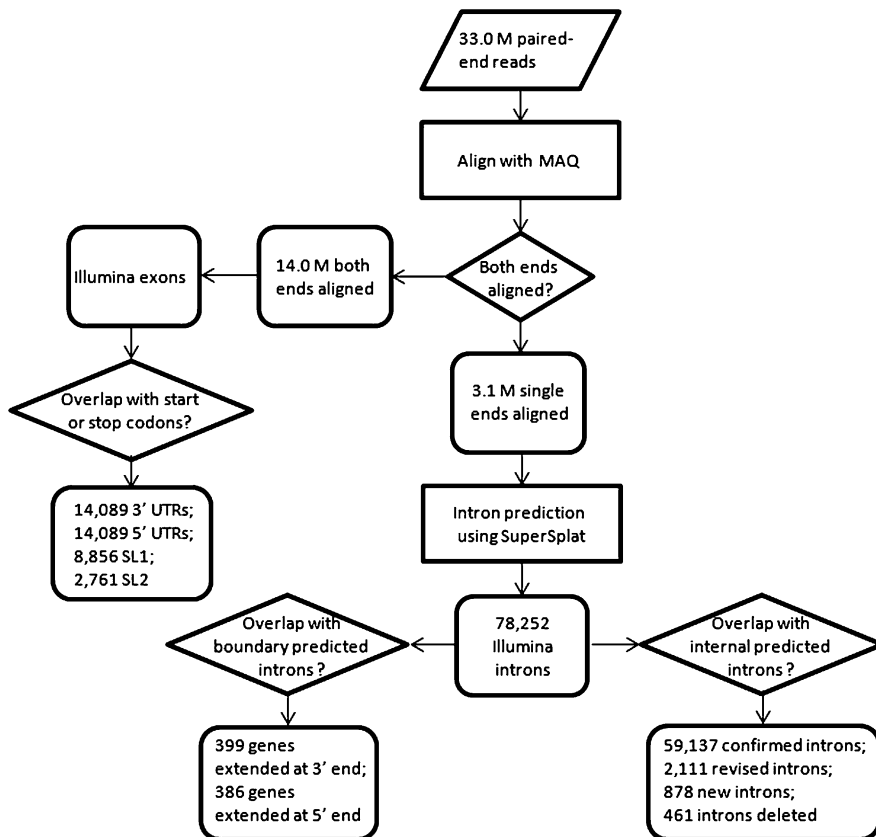 33.0 M paired-
end reads
Align with MAQ
Both ends
aligned?
14.0 M both
ends aligned
Illumina exons
Overlap with start
or stop codons?
14,089 3’ UTRs;
14,089 5’ UTRs;
8,856 SL1;
2,761 SL2
3.1 M single
ends aligned
Intron prediction
using SuperSplat
78,252
Illumina
introns
Overlap with
boundary predicted
introns ?
399 genes
extended at 3’ end;
386 genes
extended at 5’ end
Overlap with
internal predicted
introns ?
59,137 confirmed introns;
2,111 revised introns;
878 new introns;
461 introns deleted